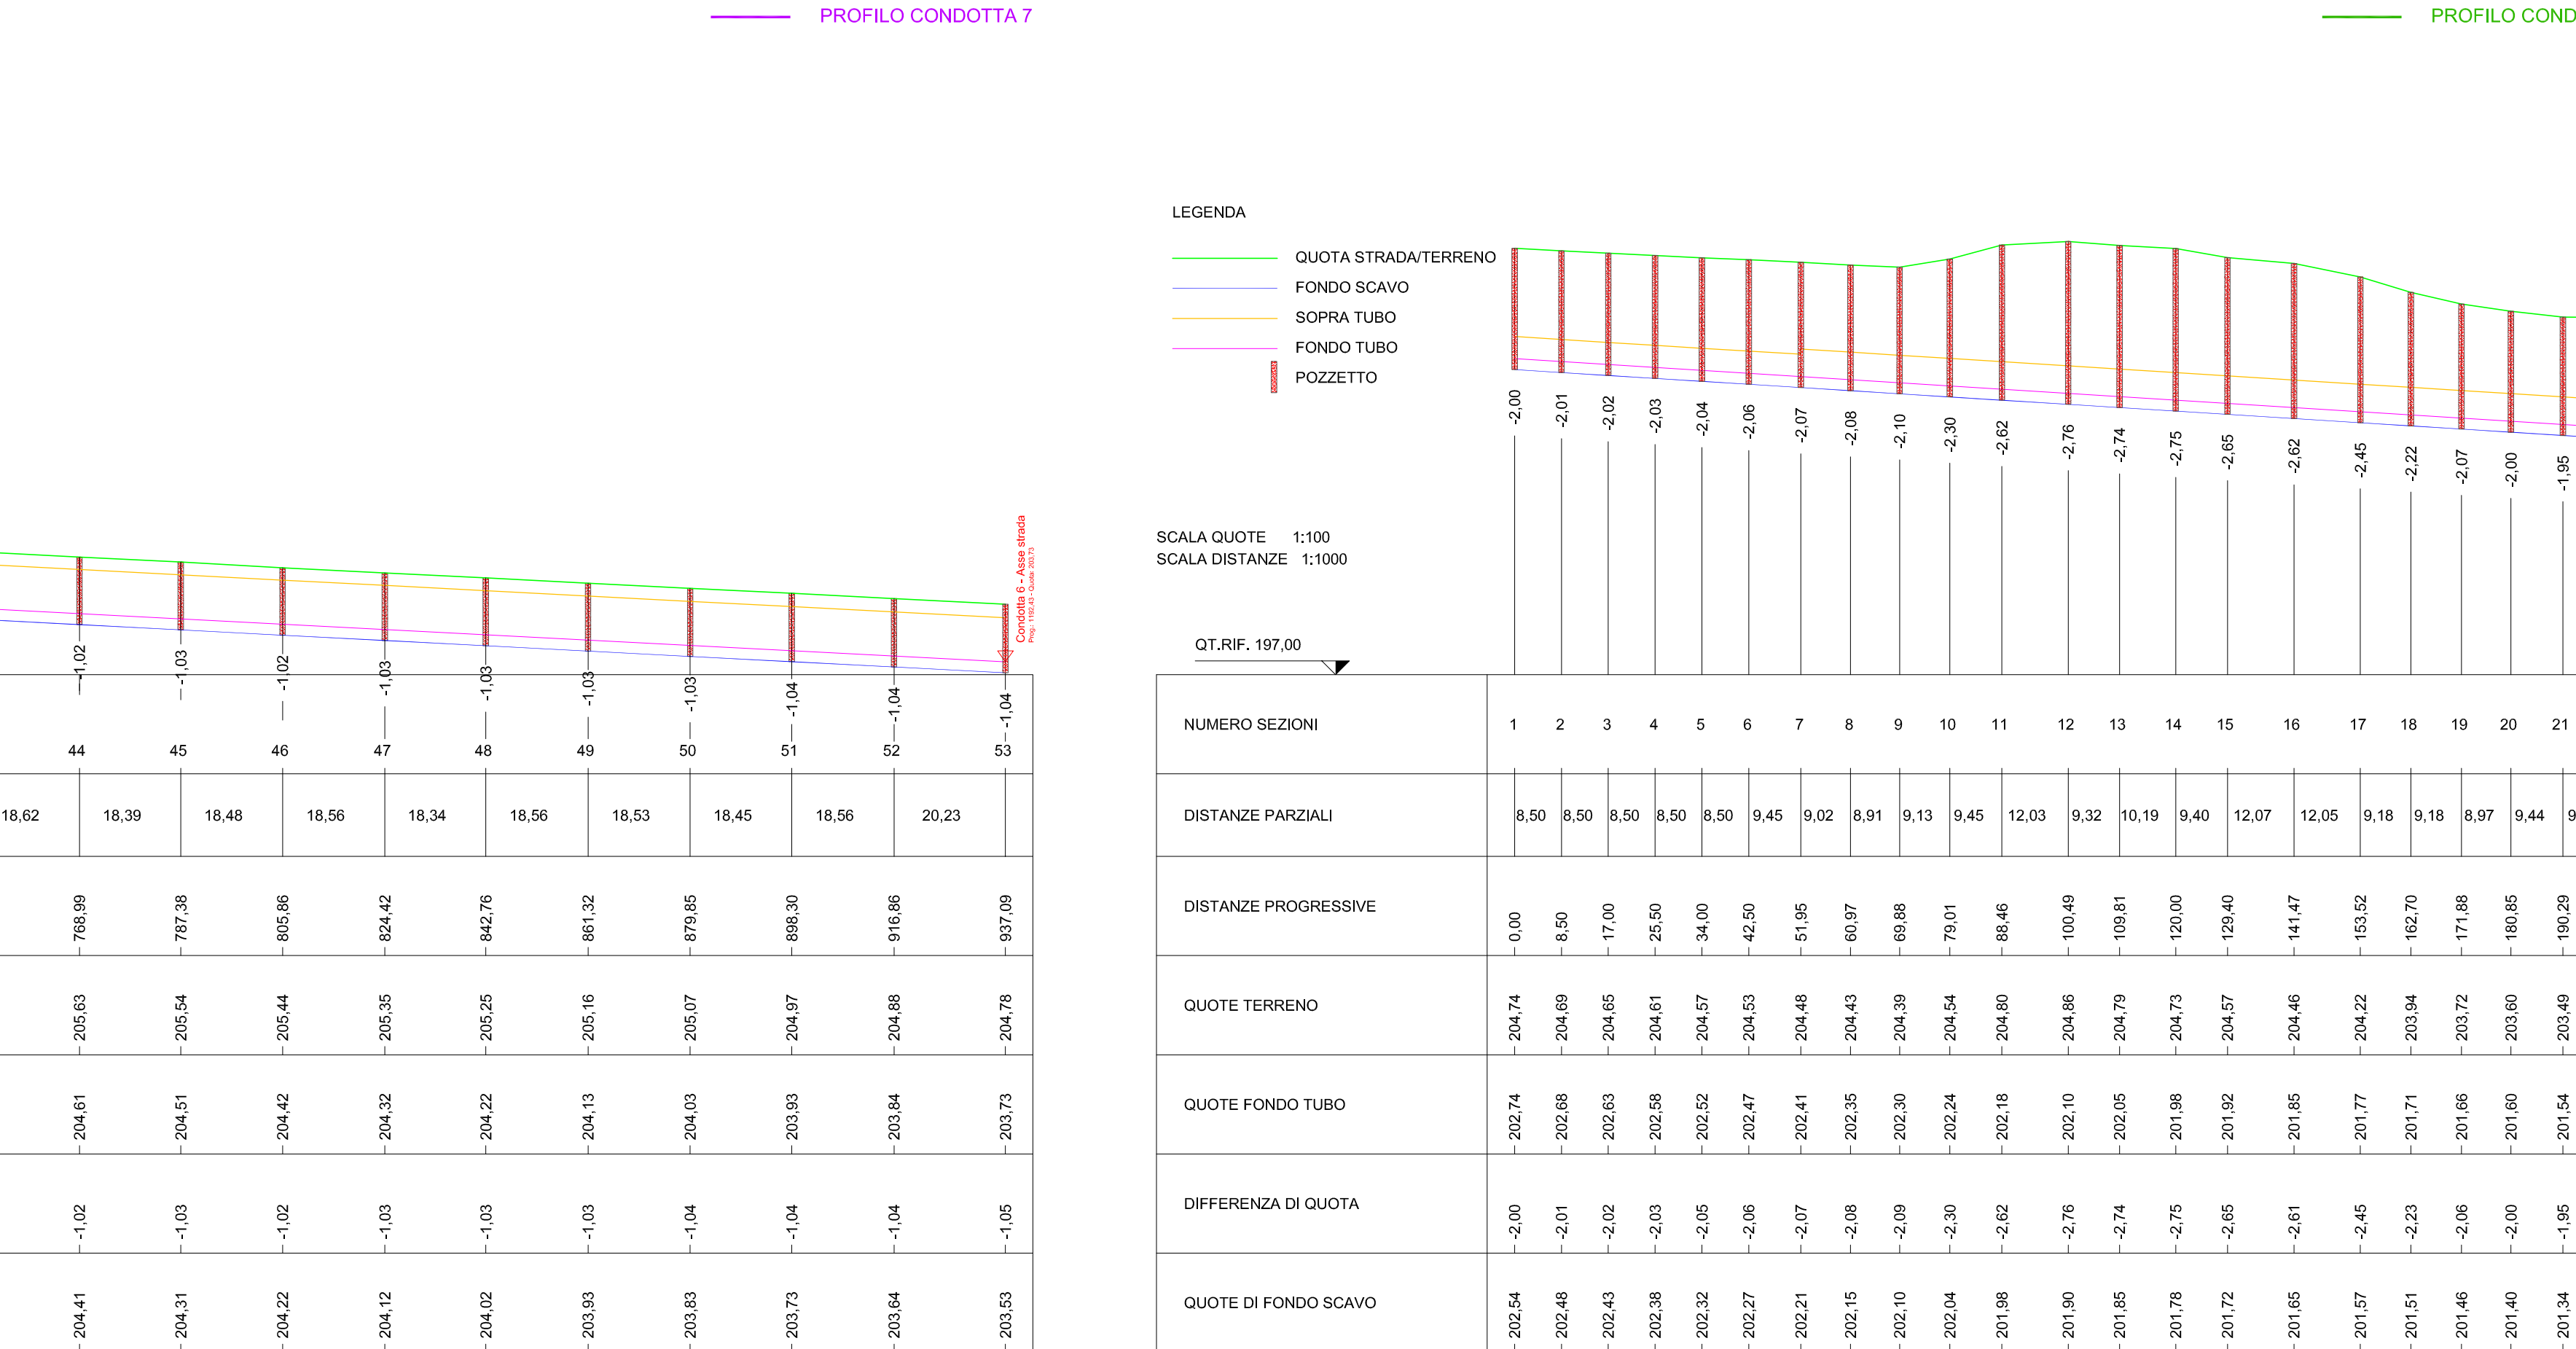 PROFILO CONDOTTA 7
PROFILO COND
LEGENDA
QUOTA STRADA/TERRENO
FONDO SCAVO
SOPRA TUBO
FONDO TUBO
POZZETTO
-2,00 -2,01 -2,02 -2,03 -2,04 -2,06 -2,07 -2,08 -2,10 -2,30 -2,62 -2,76 -2,74 -2,75 -2,65 -2,62 -2,45 -2,22 -2,07 -2,00 -1,95
Condotta 6 - Asse strada
Prog.: 1192,43 - Quota: 203,73
SCALA QUOTE 1:100
SCALA DISTANZE 1:1000
QT.RIF. 197,00
-1,02 -1,03 -1,02 -1,03 -1,03 -1,03 -1,03 -1,04 -1,04 -1,04
44 45 46 47 48 49 50 51 52 53
18,62 18,39 18,48 18,56 18,34 18,56 18,53 18,45 18,56 20,23
768,99 787,38 805,86 824,42 842,76 861,32 879,85 898,30 916,86 937,09
205,63 205,54 205,44 205,35 205,25 205,16 205,07 204,97 204,88 204,78
204,61 204,51 204,42 204,32 204,22 204,13 204,03 203,93 203,84 203,73
-1,02 -1,03 -1,02 -1,03 -1,03 -1,03 -1,04 -1,04 -1,04 -1,05
204,41 204,31 204,22 204,12 204,02 203,93 203,83 203,73 203,64 203,53
NUMERO SEZIONI 1 2 3 4 5 6 7 8 9 10 11 12 13 14 15 16 17 18 19 20 21
DISTANZE PARZIALI 8,50 8,50 8,50 8,50 8,50 9,45 9,02 8,91 9,13 9,45 12,03 9,32 10,19 9,40 12,07 12,05 9,18 9,18 8,97 9,44 9
DISTANZE PROGRESSIVE 0,00 8,50 17,00 25,50 34,00 42,50 51,95 60,97 69,88 79,01 88,46 100,49 109,81 120,00 129,40 141,47 153,52 162,70 171,88 180,85 190,29
QUOTE TERRENO 204,74 204,69 204,65 204,61 204,57 204,53 204,48 204,43 204,39 204,54 204,80 204,86 204,79 204,73 204,57 204,46 204,22 203,94 203,72 203,60 203,49
QUOTE FONDO TUBO 202,74 202,68 202,63 202,58 202,52 202,47 202,41 202,35 202,30 202,24 202,18 202,10 202,05 201,98 201,92 201,85 201,77 201,71 201,66 201,60 201,54
DIFFERENZA DI QUOTA -2,00 -2,01 -2,02 -2,03 -2,05 -2,06 -2,07 -2,08 -2,09 -2,30 -2,62 -2,76 -2,74 -2,75 -2,65 -2,61 -2,45 -2,23 -2,06 -2,00 -1,95
QUOTE DI FONDO SCAVO 202,54 202,48 202,43 202,38 202,32 202,27 202,21 202,15 202,10 202,04 201,98 201,90 201,85 201,78 201,72 201,65 201,57 201,51 201,46 201,40 201,34